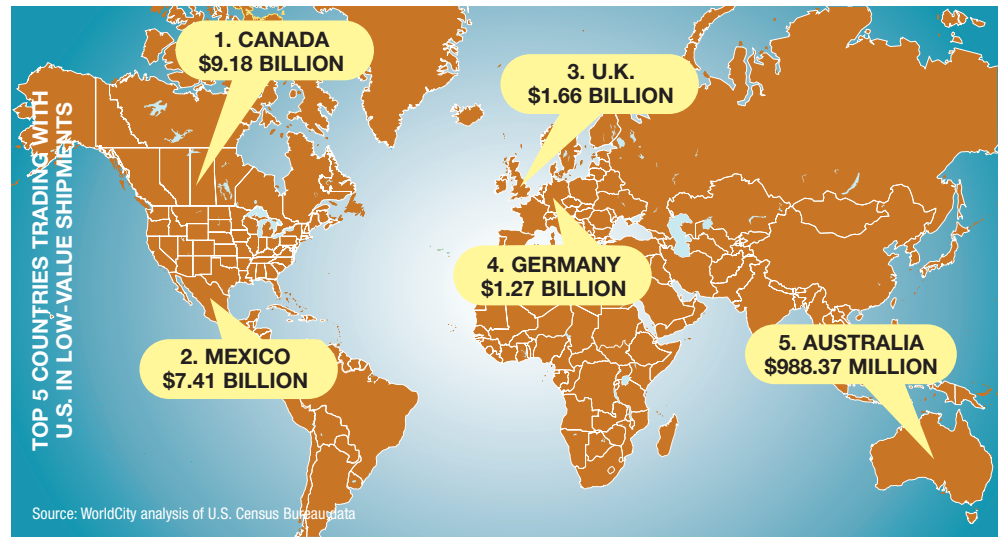 TOP 5 COUNTRIES TRADING WITH
U.S. IN LOW-VALUE SHIPMENTS
1. CANADA
$9.18 BILLION
3. U.K.
$1.66 BILLION
4. GERMANY
$1.27 BILLION
2. MEXICO
$7.41 BILLION
5. AUSTRALIA
$988.37 MILLION
Source: WorldCity analysis of U.S. Census Bureau data